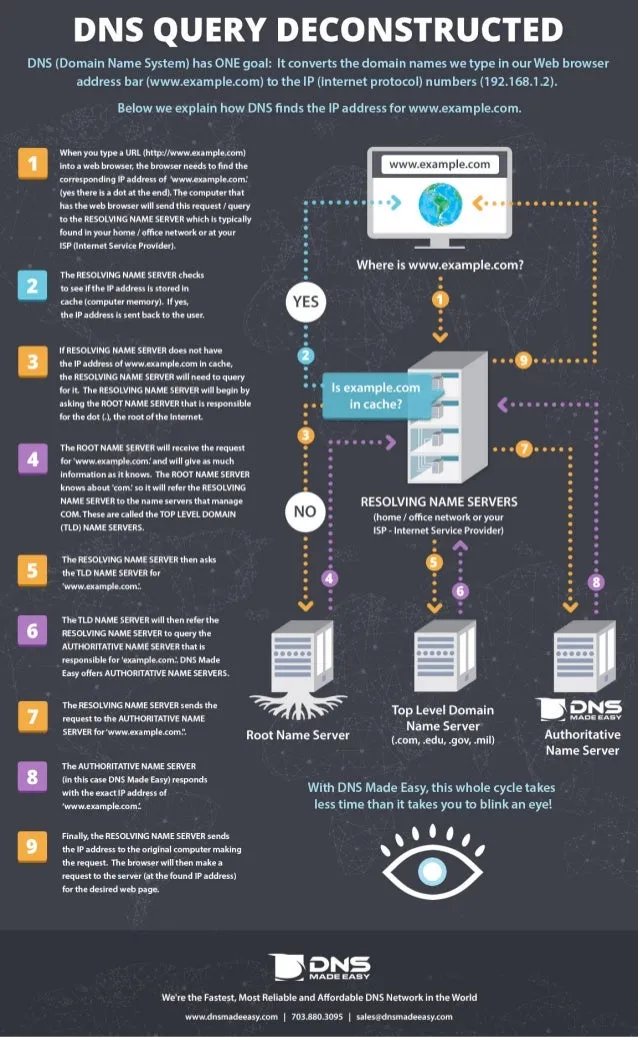 DNS QUERY DECONSTRUCTED
DNS (Domain Name System) has ONE goal: It converts the domain names we type in our Web browser
address bar (www.example.com) to the IP (internet protocol) numbers (192.168.1.2).
Below we explain how DNS finds the IP address for www.example.com.
1
When you type a URL (http://www.example.com)
into a web browser, the browser needs to find the
corresponding IP address of 'www.example.com.'
(yes there is a dot at the end). The computer that
has the web browser will send this request / query
to the RESOLVING NAME SERVER which is typically
found in your home / office network or at your
ISP (Internet Service Provider).
2
The RESOLVING NAME SERVER checks
to see if the IP address is stored in
cache (computer memory). If yes,
the IP address is sent back to the user.
3
If RESOLVING NAME SERVER does not have
the IP address of www.example.com in cache,
the RESOLVING NAME SERVER will need to query
for it. The RESOLVING NAME SERVER will begin by
asking the ROOT NAME SERVER that is responsible
for the dot (.), the root of the Internet.
4
The ROOT NAME SERVER will receive the request
for 'www.example.com.' and will give as much
information as it knows. The ROOT NAME SERVER
knows about 'com.' so it will refer the RESOLVING
NAME SERVER to the name servers that manage
COM. These are called the TOP LEVEL DOMAIN
(TLD) NAME SERVERS.
5
The RESOLVING NAME SERVER then asks
the TLD NAME SERVER for
'www.example.com.'.
6
The TLD NAME SERVER will then refer the
RESOLVING NAME SERVER to query the
AUTHORITATIVE NAME SERVER that is
responsible for 'example.com.'. DNS Made
Easy offers AUTHORITATIVE NAME SERVERS.
7
The RESOLVING NAME SERVER sends the
request to the AUTHORITATIVE NAME
SERVER for 'www.example.com.".
8
The AUTHORITATIVE NAME SERVER
(in this case DNS Made Easy) responds
with the exact IP address of
'www.example.com.'.
9
Finally, the RESOLVING NAME SERVER sends
the IP address to the original computer making
the request. The browser will then make a
request to the server (at the found IP address)
for the desired web page.
www.example.com
Where is www.example.com?
1
YES
2
9
Is example.com
in cache?
3
7
NO
RESOLVING NAME SERVERS
(home / office network or your
ISP - Internet Service Provider)
4
5
6
8
Root Name Server
Top Level Domain
Name Server
(.com, .edu, .gov, .mil)
DNS
MADE EASY
Authoritative
Name Server
With DNS Made Easy, this whole cycle takes
less time than it takes you to blink an eye!
DNS
MADE EASY
We're the Fastest, Most Reliable and Affordable DNS Network in the World
www.dnsmadeeasy.com | 703.880.3095 | sales@dnsmadeeasy.com